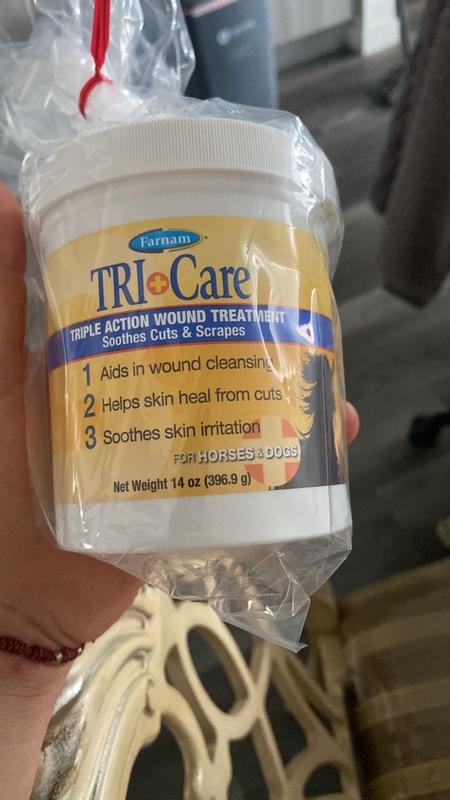 Farnam
TRI Care
TRIPLE ACTION WOUND TREATMENT
Soothes Cuts & Scrapes
1 Aids in wound cleansing
2 Helps skin heal from cuts
3 Soothes skin irritation
FOR HORSES & DOGS
Net Weight 14 oz (396.9 g)